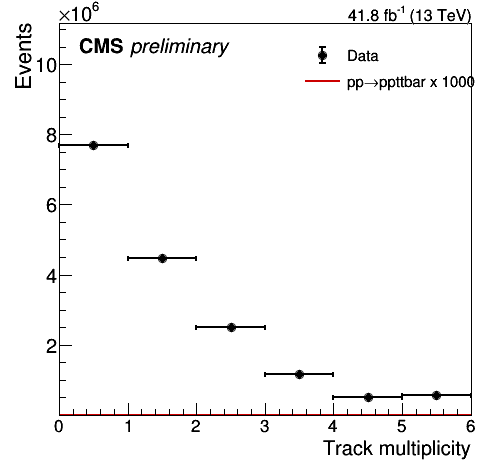 ×10⁶
41.8 fb⁻¹ (13 TeV)
Events
CMS preliminary
Data
pp→ppttbar x 1000
10
8
6
4
2
0 1 2 3 4 5 6
Track multiplicity